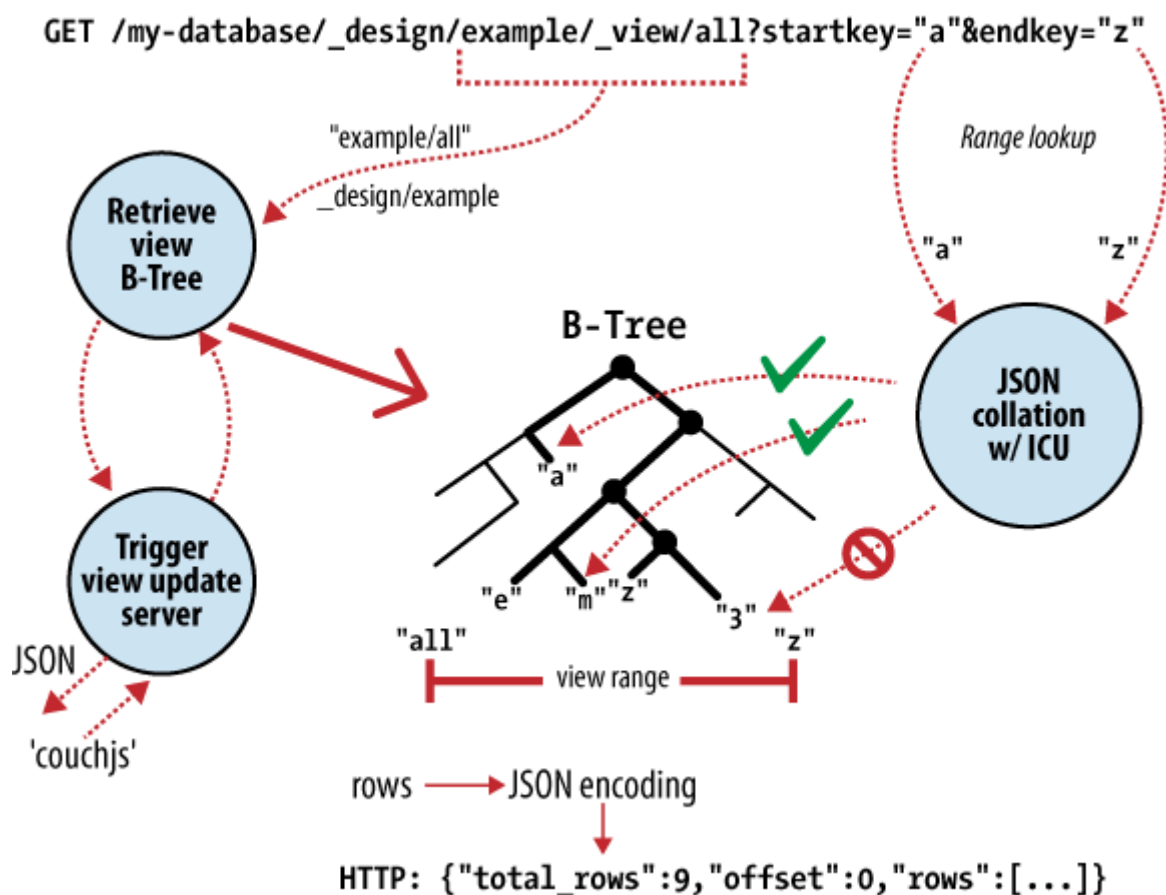 GET /my-database/_design/example/_view/all?startkey="a"&endkey="z"
"example/all"
_design/example
Range lookup
"a"
"z"
Retrieve
view
B-Tree
B-Tree
JSON
collation
w/ ICU
"a"
Trigger
view update
server
"e"
"m"
"z"
"3"
"all"
"z"
view range
JSON
'couchjs'
rows
JSON encoding
HTTP: {"total_rows":9,"offset":0,"rows":[...]}